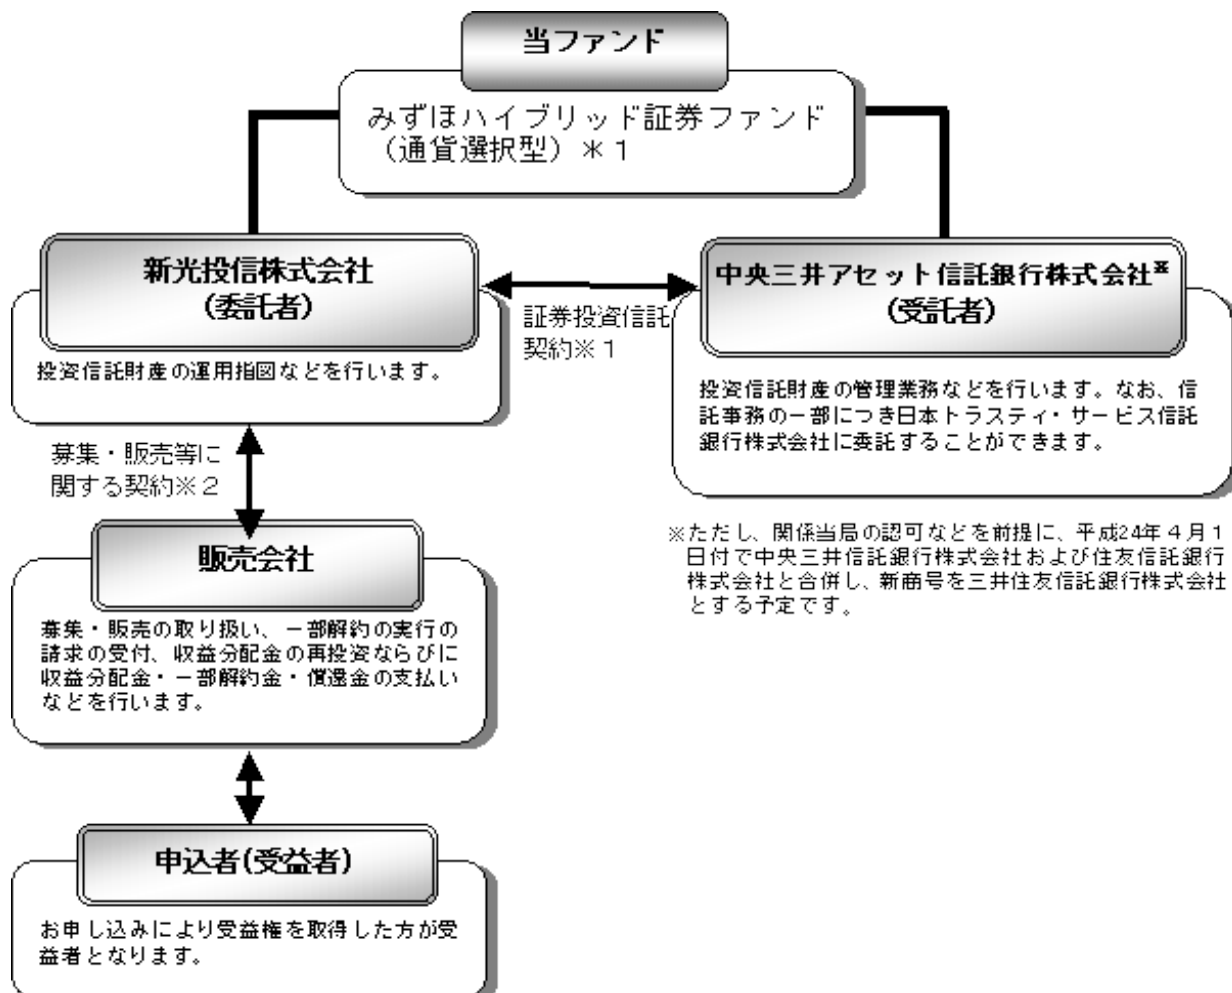 当ファンド
みずほハイブリッド証券ファンド
（通貨選択型）※１
新光投信株式会社
(委託者)
投資信託財産の運用指図などを行います。
証券投資信託
契約※１
中央三井アセット信託銀行株式会社※
(受託者)
投資信託財産の管理業務などを行います。なお、信
託事務の一部につき日本トラスティ・サービス信託
銀行株式会社に委託することができます。
※ただし、関係当局の認可などを前提に、平成24年４月１
日付で中央三井信託銀行株式会社および住友信託銀行
株式会社と合併し、新商号を三井住友信託銀行株式会社
とする予定です。
募集・販売等に
関する契約※２
販売会社
募集・販売の取り扱い、一部解約の実行の
請求の受付、収益分配金の再投資ならびに
収益分配金・一部解約金・償還金の支払い
などを行います。
申込者(受益者)
お申し込みにより受益権を取得した方が受
益者となります。